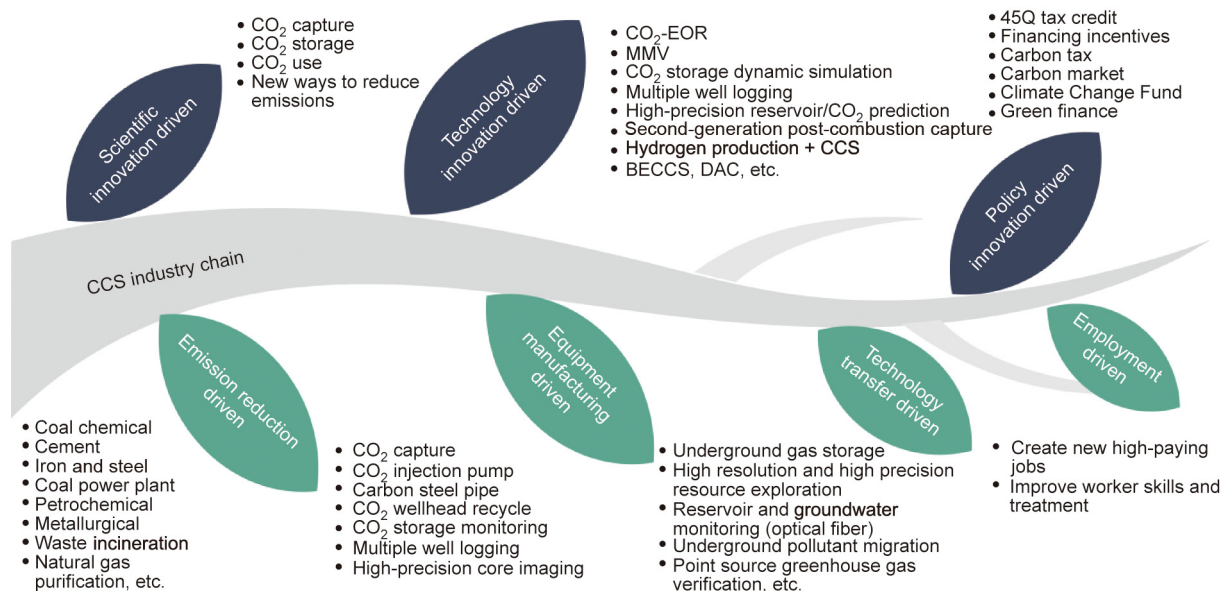 • CO₂ capture
• CO₂ storage
• CO₂ use
• New ways to reduce
emissions
Scientific
innovation driven
• CO₂-EOR
• MMV
• CO₂ storage dynamic simulation
• Multiple well logging
• High-precision reservoir/CO₂ prediction
• Second-generation post-combustion capture
• Hydrogen production + CCS
• BECCS, DAC, etc.
Technology
innovation driven
• 45Q tax credit
• Financing incentives
• Carbon tax
• Carbon market
• Climate Change Fund
• Green finance
Policy
innovation driven
CCS industry chain
Emission reduction
driven
• Coal chemical
• Cement
• Iron and steel
• Coal power plant
• Petrochemical
• Metallurgical
• Waste incineration
• Natural gas
purification, etc.
Equipment
manufacturing
driven
• CO₂ capture
• CO₂ injection pump
• Carbon steel pipe
• CO₂ wellhead recycle
• CO₂ storage monitoring
• Multiple well logging
• High-precision core imaging
Technology
transfer driven
• Underground gas storage
• High resolution and high precision
resource exploration
• Reservoir and groundwater
monitoring (optical fiber)
• Underground pollutant migration
• Point source greenhouse gas
verification, etc.
Employment
driven
• Create new high-paying
jobs
• Improve worker skills and
treatment